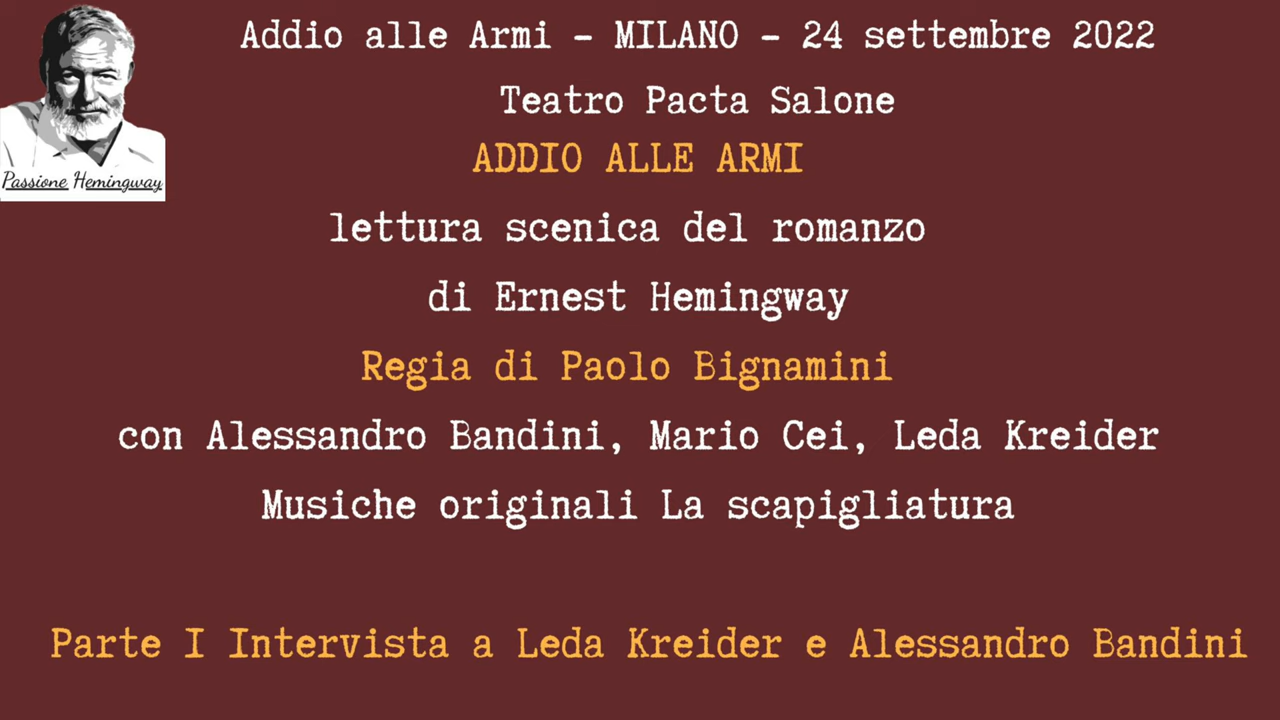 Addio alle Armi - MILANO - 24 settembre 2022
Teatro Pacta Salone
ADDIO ALLE ARMI
Passione Hemingway
lettura scenica del romanzo
di Ernest Hemingway
Regia di Paolo Bignamini
con Alessandro Bandini, Mario Cei, Leda Kreider
Musiche originali La scapigliatura
Parte I Intervista a Leda Kreider e Alessandro Bandini